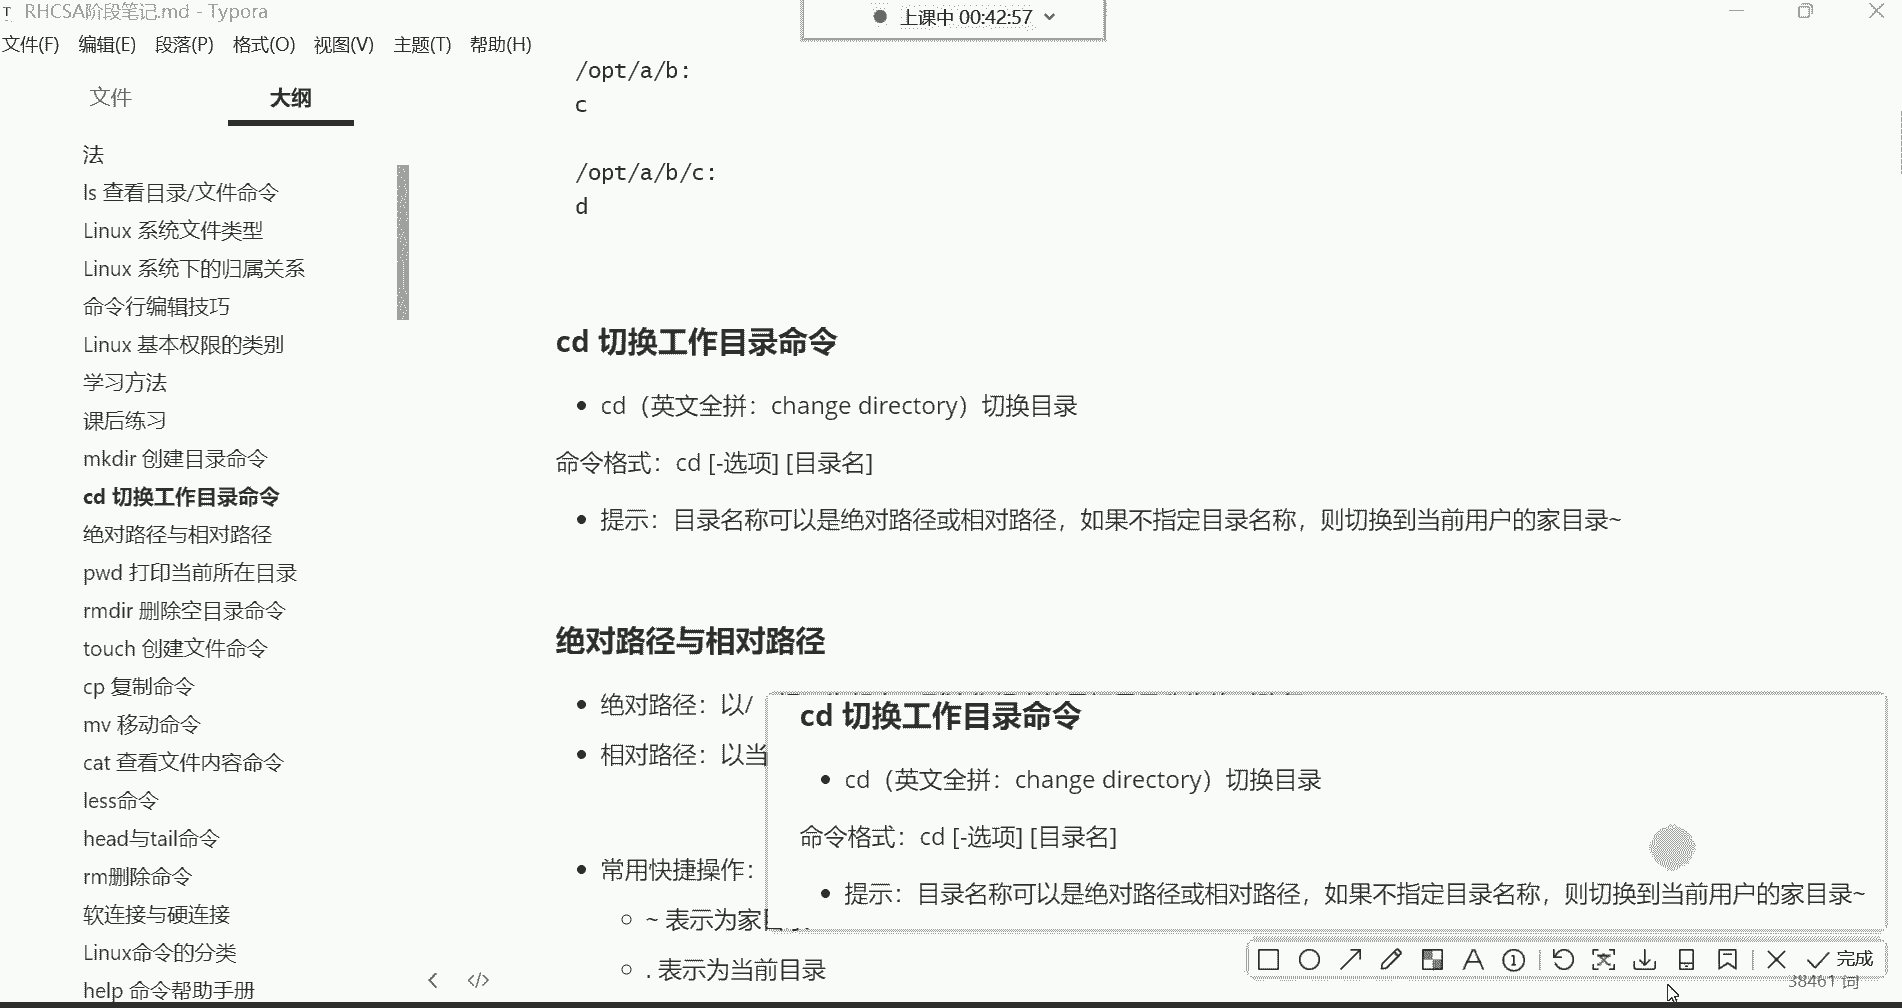 RHCSA阶段笔记.md - Typora
上课中 00:42:57
文件(F) 编辑(E) 段落(P) 格式(O) 视图(V) 主题(T) 帮助(H)
文件 大纲
法
ls 查看目录/文件命令
Linux 系统文件类型
Linux 系统下的归属关系
命令行编辑技巧
Linux 基本权限的类别
学习方法
课后练习
mkdir 创建目录命令
cd 切换工作目录命令
绝对路径与相对路径
pwd 打印当前所在目录
rmdir 删除空目录命令
touch 创建文件命令
cp 复制命令
mv 移动命令
cat 查看文件内容命令
less命令
head与tail命令
rm删除命令
软连接与硬连接
Linux命令的分类
help 命令帮助手册
/opt/a/b:
c
/opt/a/b/c:
d
cd 切换工作目录命令
cd（英文全拼：change directory）切换目录
命令格式：cd [-选项] [目录名]
提示：目录名称可以是绝对路径或相对路径，如果不指定目录名称，则切换到当前用户的家目录~
绝对路径与相对路径
绝对路径：以/
相对路径：以当
常用快捷操作：
~ 表示为家目
. 表示为当前目录
cd 切换工作目录命令
cd（英文全拼：change directory）切换目录
命令格式：cd [-选项] [目录名]
提示：目录名称可以是绝对路径或相对路径，如果不指定目录名称，则切换到当前用户的家目录~
完成
38461 词